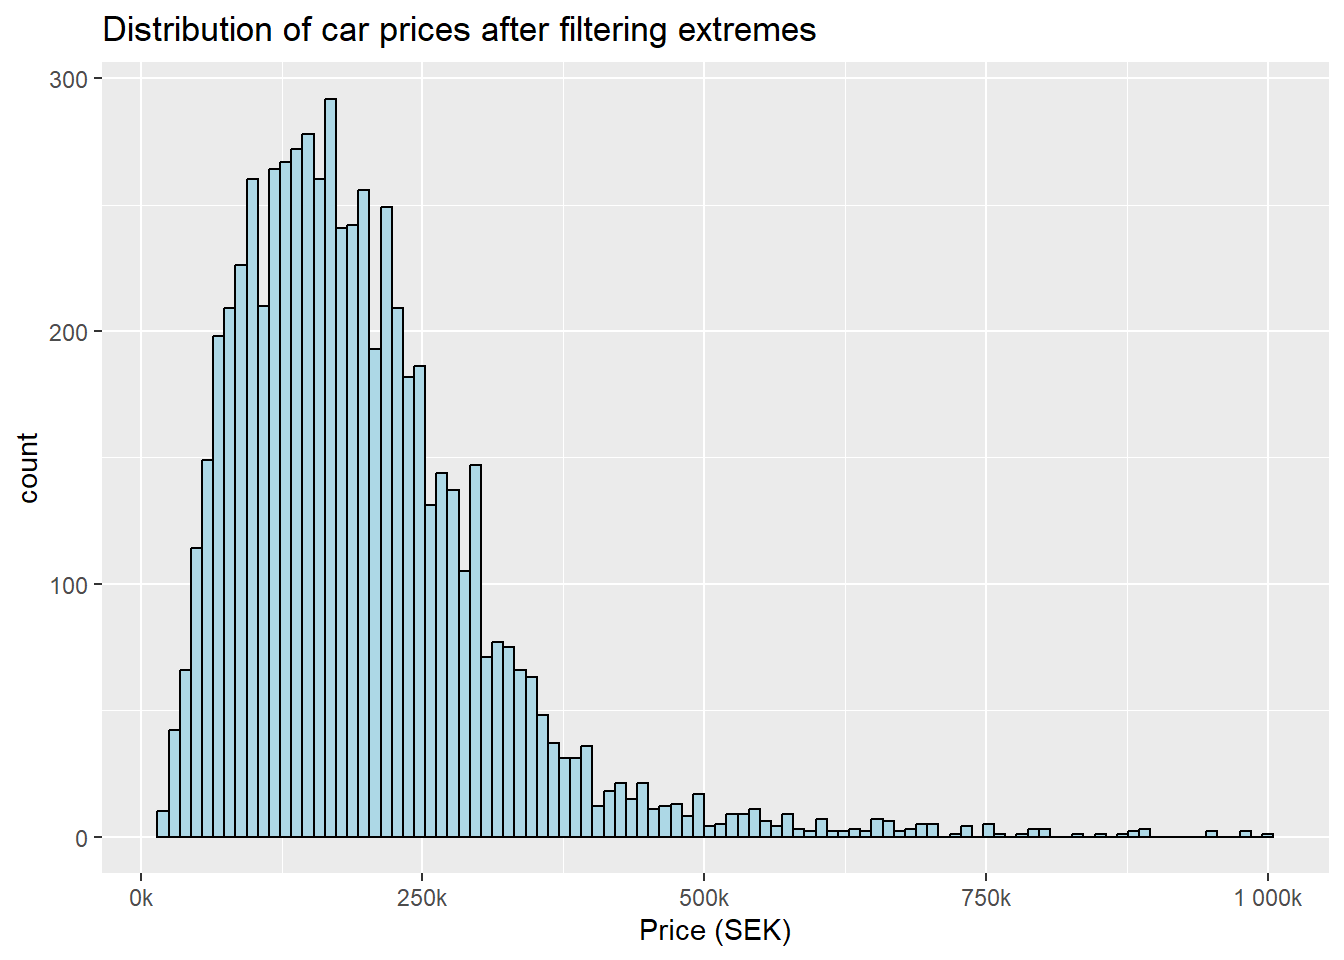 Distribution of car prices after filtering extremes
300
200
100
0
count
0k 250k 500k 750k 1 000k
Price (SEK)